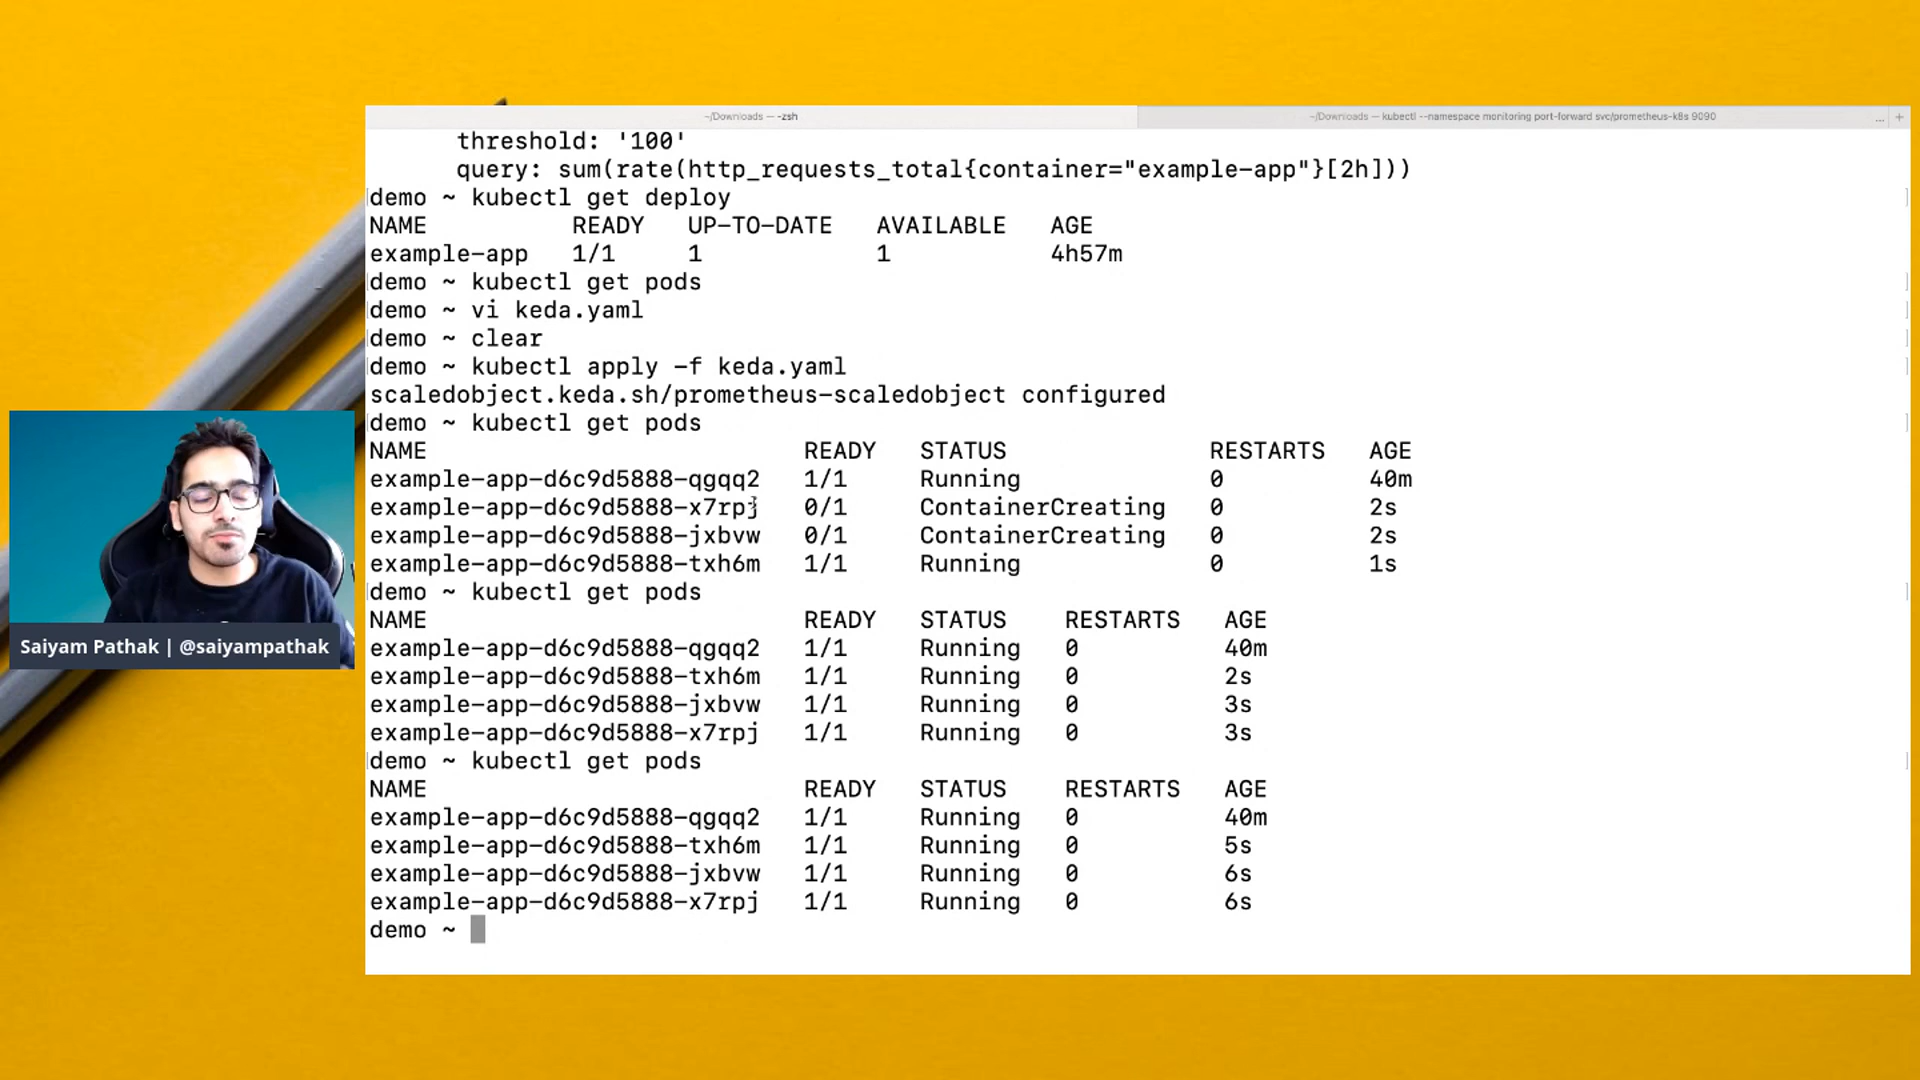 ~/Downloads — -zsh
~/Downloads — kubectl --namespace monitoring port-forward svc/prometheus-k8s 9090
... +
threshold: '100'
query: sum(rate(http_requests_total{container="example-app"}[2h]))
demo ~ kubectl get deploy
NAME READY UP-TO-DATE AVAILABLE AGE
example-app 1/1 1 1 4h57m
demo ~ kubectl get pods
demo ~ vi keda.yaml
demo ~ clear
demo ~ kubectl apply -f keda.yaml
scaledobject.keda.sh/prometheus-scaledobject configured
demo ~ kubectl get pods
NAME READY STATUS RESTARTS AGE
example-app-d6c9d5888-qgqq2 1/1 Running 0 40m
example-app-d6c9d5888-x7rpj 0/1 ContainerCreating 0 2s
example-app-d6c9d5888-jxbvw 0/1 ContainerCreating 0 2s
example-app-d6c9d5888-txh6m 1/1 Running 0 1s
demo ~ kubectl get pods
NAME READY STATUS RESTARTS AGE
example-app-d6c9d5888-qgqq2 1/1 Running 0 40m
example-app-d6c9d5888-txh6m 1/1 Running 0 2s
example-app-d6c9d5888-jxbvw 1/1 Running 0 3s
example-app-d6c9d5888-x7rpj 1/1 Running 0 3s
demo ~ kubectl get pods
NAME READY STATUS RESTARTS AGE
example-app-d6c9d5888-qgqq2 1/1 Running 0 40m
example-app-d6c9d5888-txh6m 1/1 Running 0 5s
example-app-d6c9d5888-jxbvw 1/1 Running 0 6s
example-app-d6c9d5888-x7rpj 1/1 Running 0 6s
demo ~
Saiyam Pathak | @saiyampathak